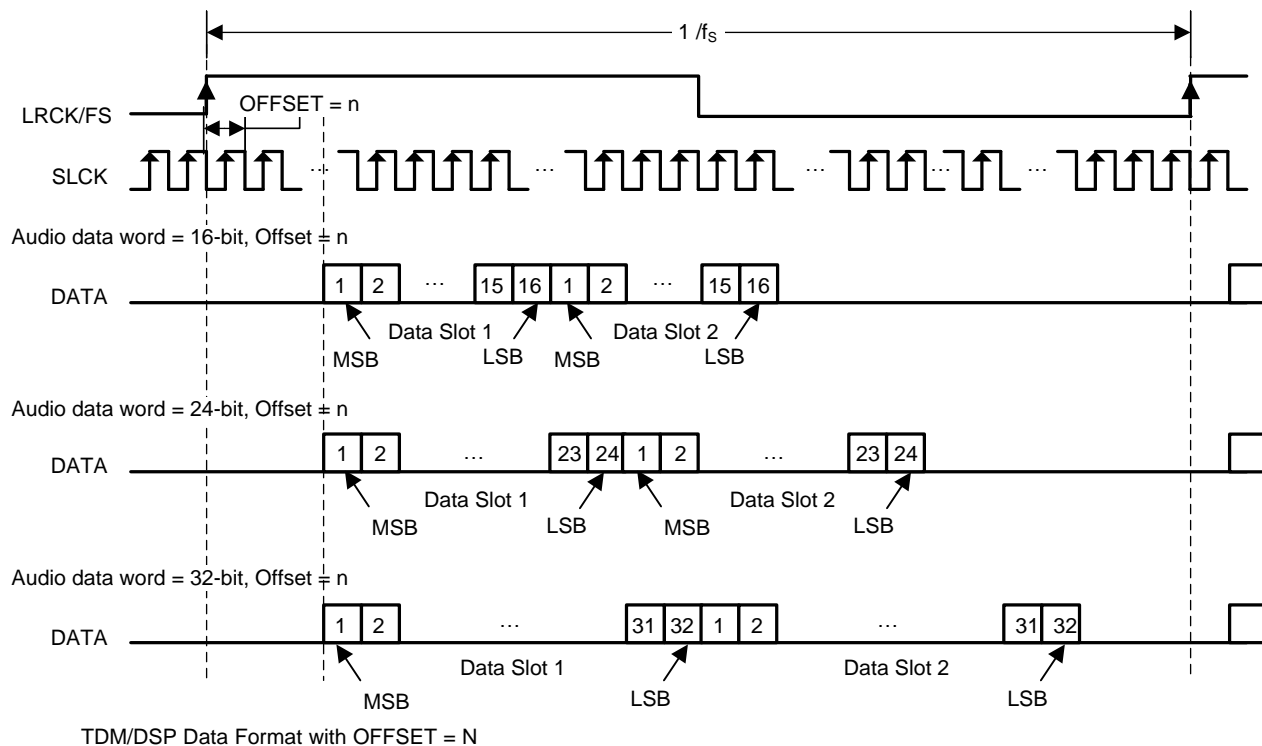 1 /fS
LRCK/FS
OFFSET = n
SLCK
… … … … … …
Audio data word = 16-bit, Offset = n
DATA
1 2 … 15 16 1 2 … 15 16
Data Slot 1 Data Slot 2
MSB LSB MSB LSB
Audio data word = 24-bit, Offset = n
DATA
1 2 … 23 24 1 2 … 23 24
Data Slot 1 Data Slot 2
MSB LSB MSB LSB
Audio data word = 32-bit, Offset = n
DATA
1 2 … 31 32 1 2 … 31 32
Data Slot 1 Data Slot 2
MSB LSB LSB
TDM/DSP Data Format with OFFSET = N